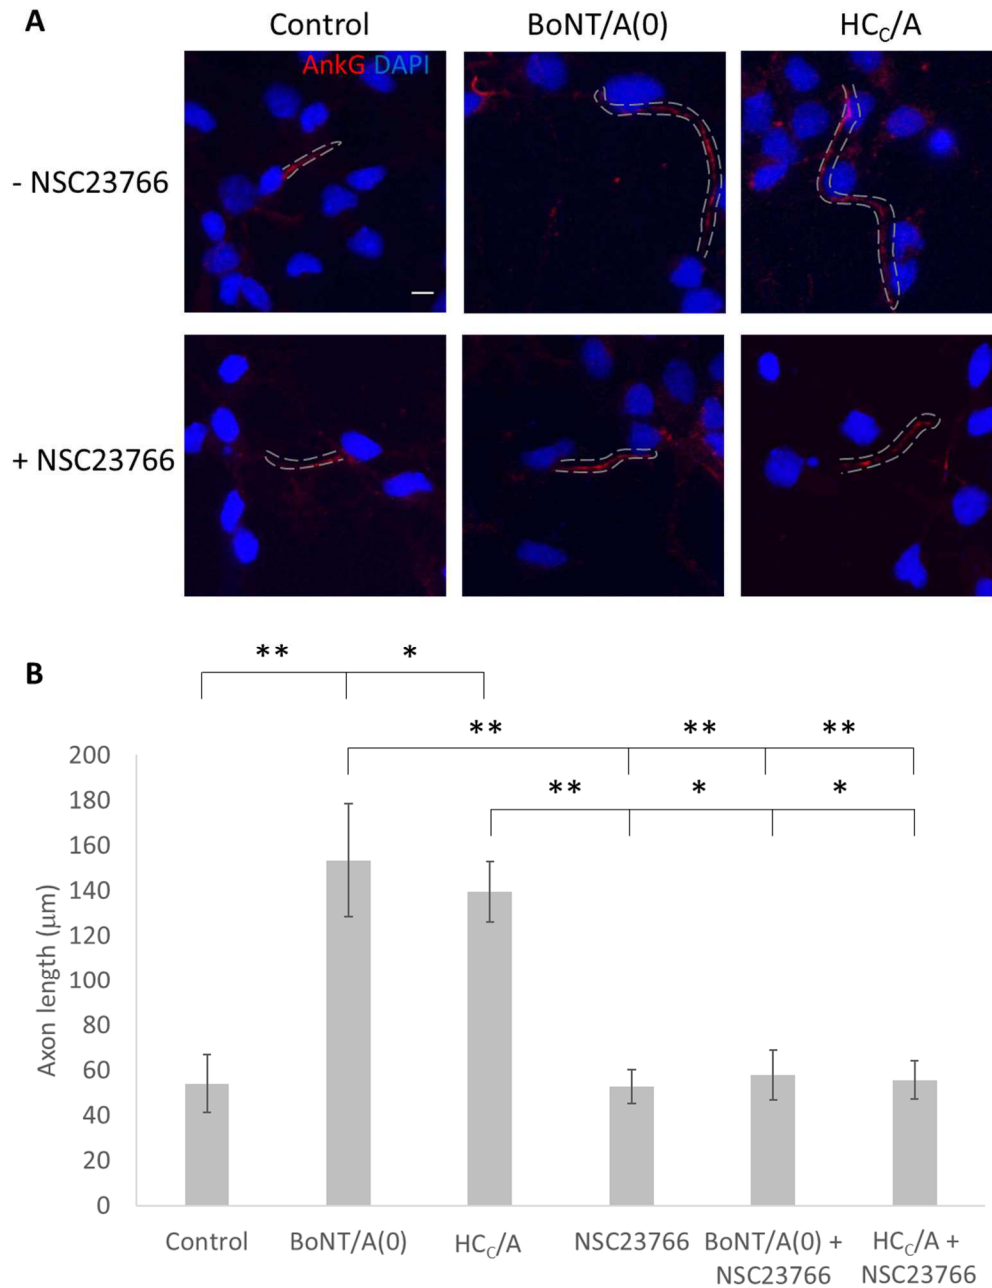 A
Control
BoNT/A(0)
HCC/A
AnkG DAPI
- NSC23766
+ NSC23766
B
** *
** ** **
** * *
200
180
160
140
120
100
80
60
40
20
0
Axon length (μm)
Control
BoNT/A(0)
HCC/A
NSC23766
BoNT/A(0) +
NSC23766
HCC/A +
NSC23766